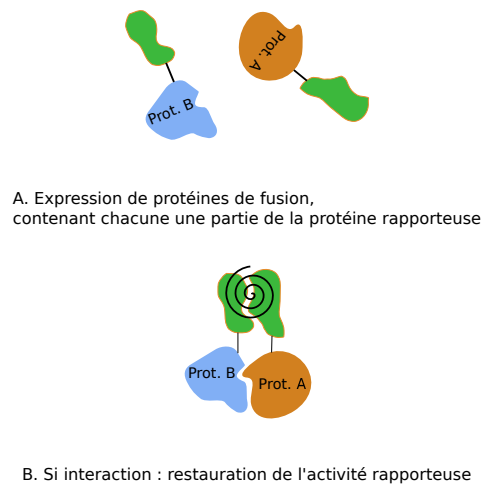 Prot. B
Prot. A
A. Expression de protéines de fusion,
contenant chacune une partie de la protéine rapporteuse
Prot. B
Prot. A
B. Si interaction : restauration de l'activité rapporteuse